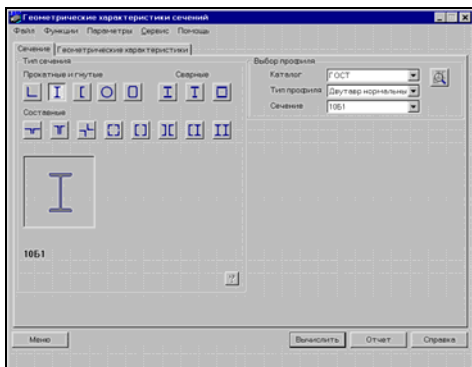 Геометрические характеристики сечений
Файл Функции Параметры Сервис Помощь
Сечение Геометрические характеристики
Тип сечения
Прокатные и гнутые Сварные
Составные
10Б1
Выбор профиля
Каталог ГОСТ
Тип профиля Двутавр нормальны
Сечение 10Б1
?
Меню Вычислить Отчет Справка